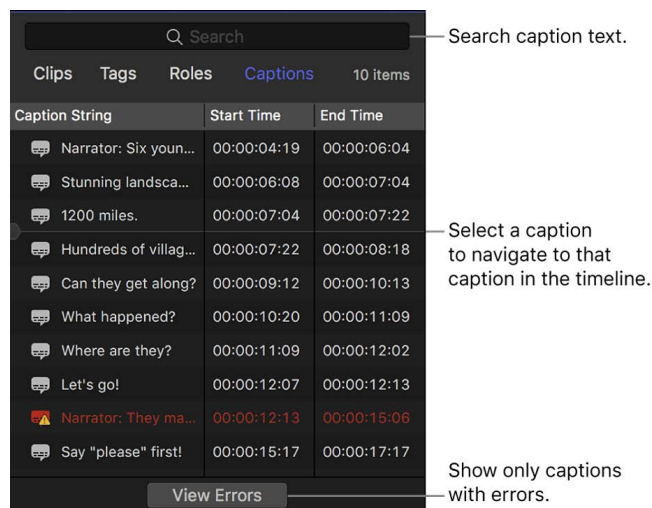 Search
Search caption text.
Clips Tags Roles Captions 10 items
Caption String Start Time End Time
Narrator: Six youn... 00:00:04:19 00:00:06:04
Stunning landsca... 00:00:06:08 00:00:07:04
1200 miles. 00:00:07:04 00:00:07:22
Select a caption
to navigate to that
caption in the timeline.
Hundreds of villag... 00:00:07:22 00:00:08:18
Can they get along? 00:00:09:12 00:00:10:13
What happened? 00:00:10:20 00:00:11:09
Where are they? 00:00:11:09 00:00:12:02
Let's go! 00:00:12:07 00:00:12:13
Narrator: They ma... 00:00:12:13 00:00:15:06
Say "please" first! 00:00:15:17 00:00:17:17
View Errors
Show only captions
with errors.